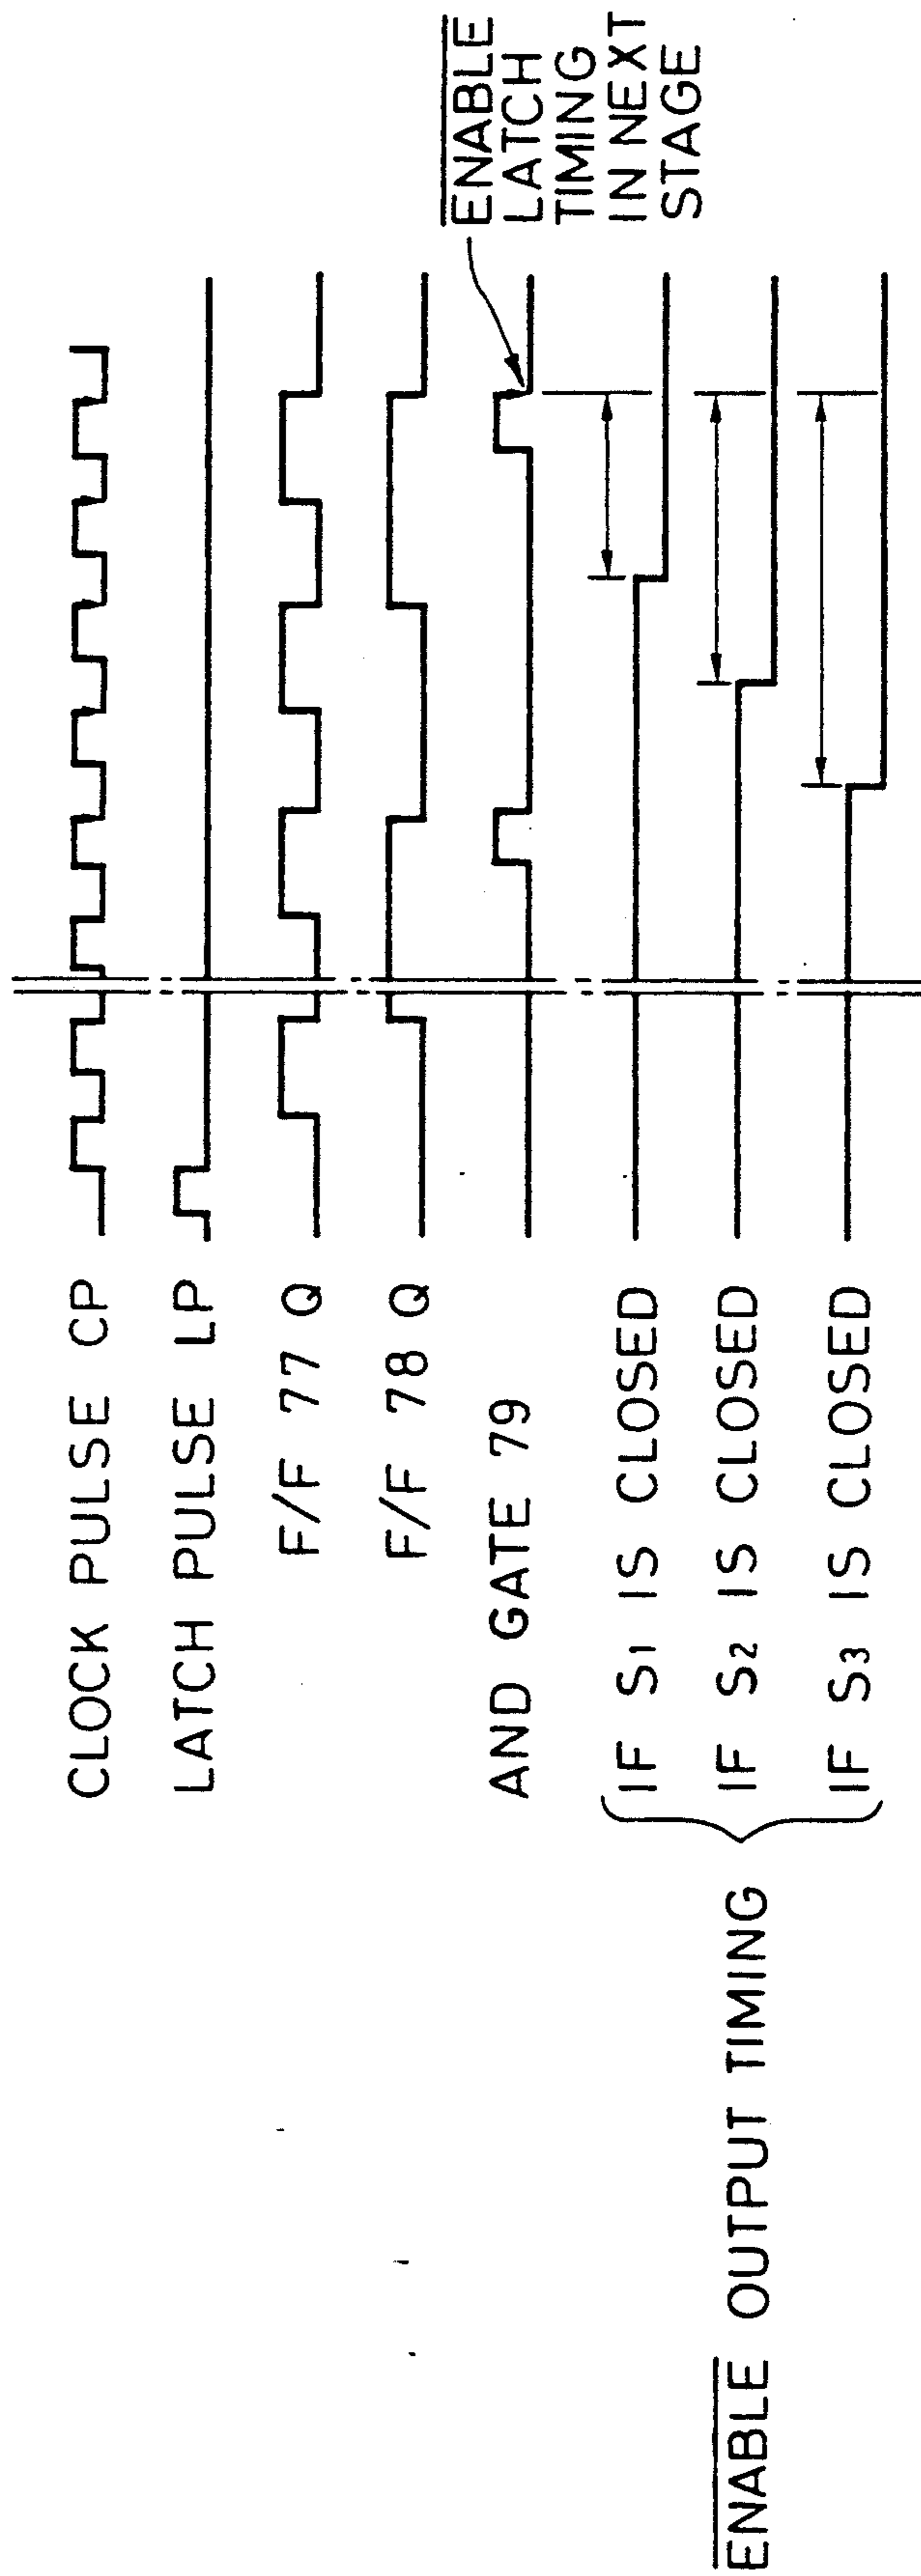 CLOCK PULSE CP
LATCH PULSE LP
F/F 77 Q
F/F 78 Q
AND GATE 79
ENABLE
LATCH
TIMING
IN NEXT
STAGE
ENABLE OUTPUT TIMING
IF S1 IS CLOSED
IF S2 IS CLOSED
IF S3 IS CLOSED